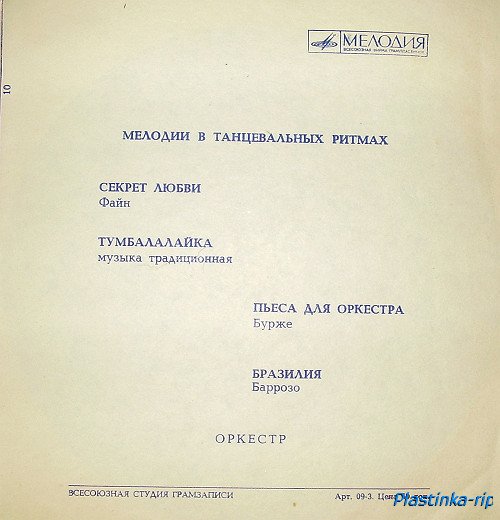 МЕЛОДИЯ
ВСЕСОЮЗНАЯ ФИРМА ГРАМПЛАСТИНОК
10
МЕЛОДИИ В ТАНЦЕВАЛЬНЫХ РИТМАХ
СЕКРЕТ ЛЮБВИ
Файн
ТУМБАЛАЛАЙКА
музыка традиционная
ПЬЕСА ДЛЯ ОРКЕСТРА
Бурже
БРАЗИЛИЯ
Баррозо
ОРКЕСТР
ВСЕСОЮЗНАЯ СТУДИЯ ГРАМЗАПИСИ
Арт. 09-3. Цена
Plastinka-rip